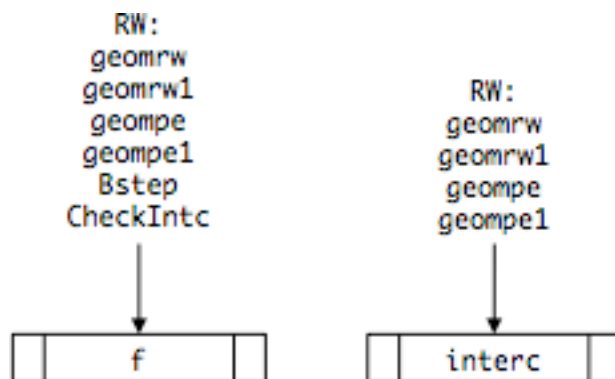 RW:
geomrw
geomrw1
geompe
geompe1
Bstep
CheckIntc
f
RW:
geomrw
geomrw1
geompe
geompe1
interc